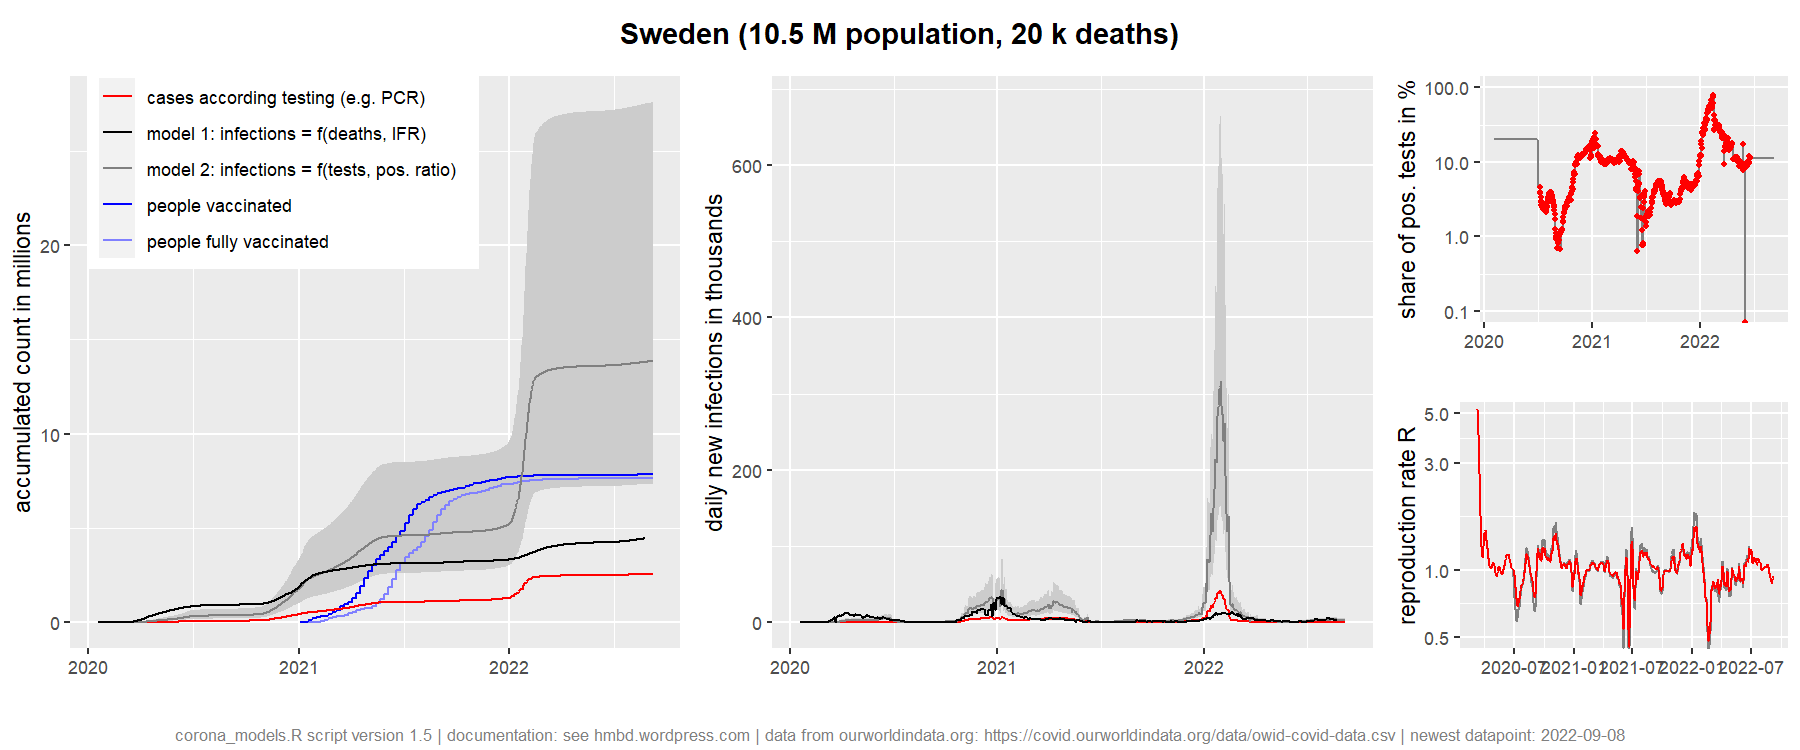 Sweden (10.5 M population, 20 k deaths)
accumulated count in millions
20
10
0
2020
2021
2022
cases according testing (e.g. PCR)
model 1: infections = f(deaths, IFR)
model 2: infections = f(tests, pos. ratio)
people vaccinated
people fully vaccinated
daily new infections in thousands
600
400
200
0
2020
2021
2022
share of pos. tests in %
100.0
10.0
1.0
0.1
2020
2021
2022
reproduction rate R
5.0
3.0
1.0
0.5
2020-07
2021-01
2021-07
2022-01
2022-07
corona_models.R script version 1.5 | documentation: see hmbd.wordpress.com | data from ourworldindata.org: https://covid.ourworldindata.org/data/owid-covid-data.csv | newest datapoint: 2022-09-08